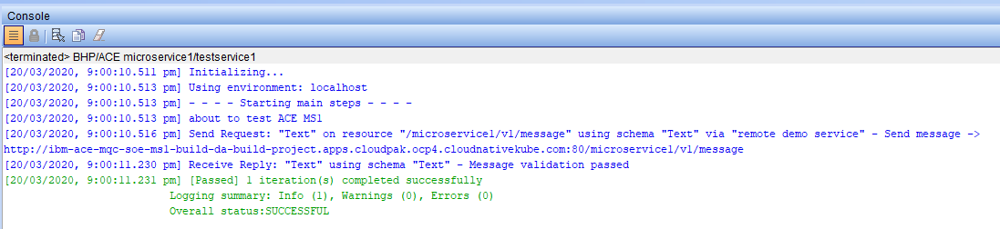 Console
<terminated> BHP/ACE microservice1/testservice1
[20/03/2020, 9:00:10.511 pm] Initializing...
[20/03/2020, 9:00:10.513 pm] Using environment: localhost
[20/03/2020, 9:00:10.513 pm] - - - - Starting main steps - - - -
[20/03/2020, 9:00:10.513 pm] about to test ACE MS1
[20/03/2020, 9:00:10.516 pm] Send Request: "Text" on resource "/microservice1/v1/message" using schema "Text" via "remote demo service" - Send message ->
http://ibm-ace-mqc-soe-ms1-build-da-build-project.apps.cloudpak.ocp4.cloudnativekube.com:80/microservice1/v1/message
[20/03/2020, 9:00:11.230 pm] Receive Reply: "Text" using schema "Text" - Message validation passed
[20/03/2020, 9:00:11.231 pm] [Passed] 1 iteration(s) completed successfully
Logging summary: Info (1), Warnings (0), Errors (0)
Overall status:SUCCESSFUL